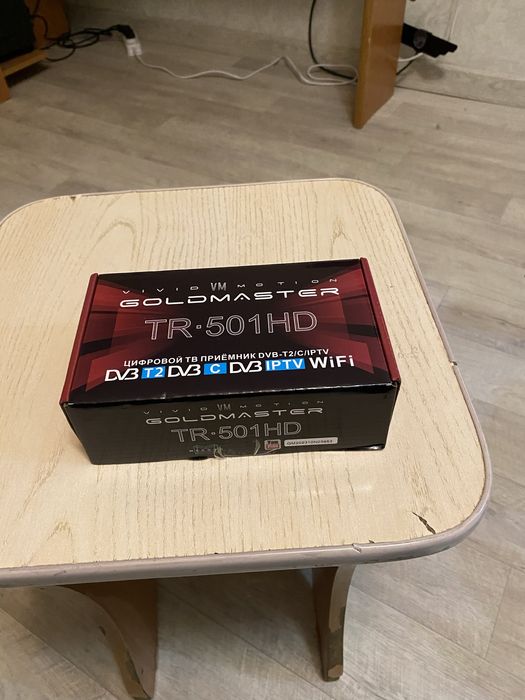 VIVID VM MOTION
GOLDMASTER
TR·501HD
ЦИФРОВОЙ ТВ ПРИЁМНИК DVB-T2/C/IPTV
DVB T2 DVB C DVB IPTV WiFi
VIVID VM MOTION
GOLDMASTER
TR·501HD